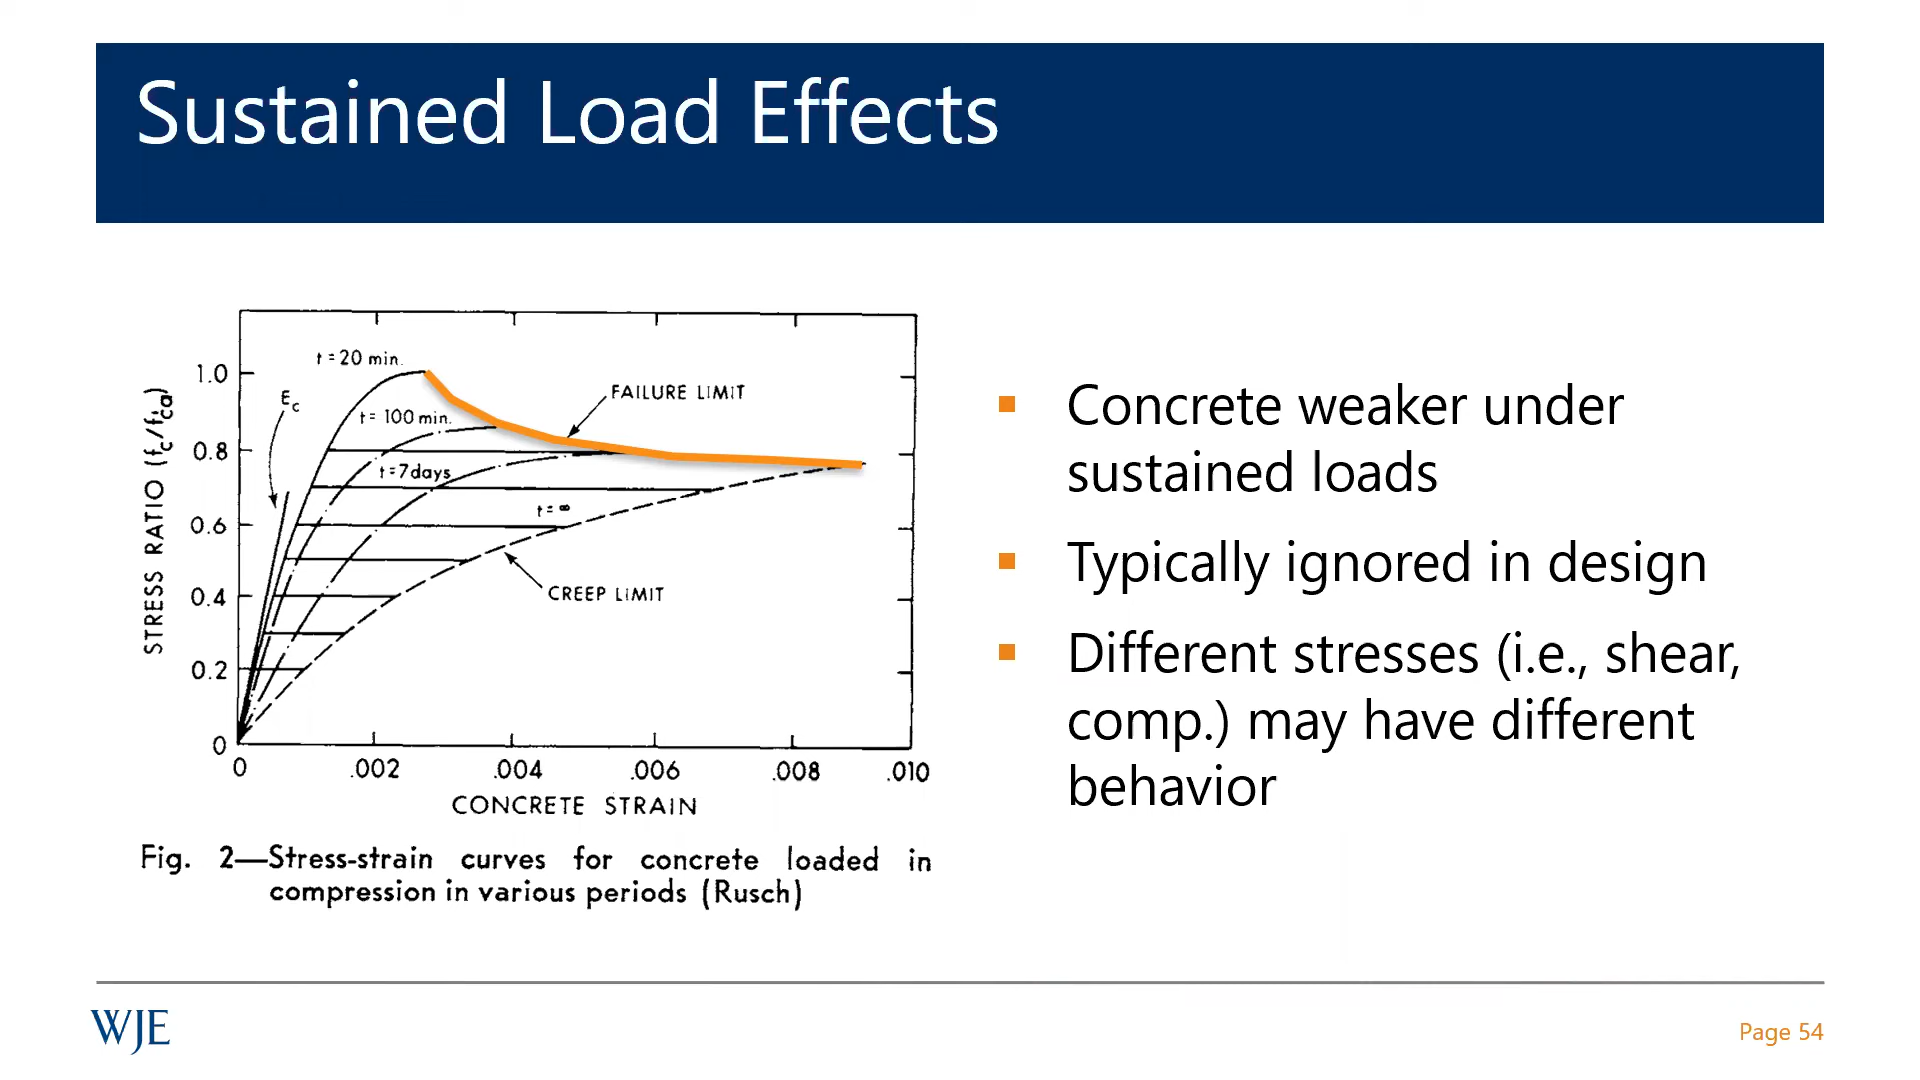 Sustained Load Effects
t = 20 min.
1.0
E_c
FAILURE LIMIT
t = 100 min.
0.8
t = 7 days
t = ∞
0.6
CREEP LIMIT
0.4
0.2
0
STRESS RATIO (f_c/f_ca)
0 .002 .004 .006 .008 .010
CONCRETE STRAIN
Fig. 2—Stress-strain curves for concrete loaded in
compression in various periods (Rusch)
▪ Concrete weaker under
sustained loads
▪ Typically ignored in design
▪ Different stresses (i.e., shear,
comp.) may have different
behavior
WJE
Page 54